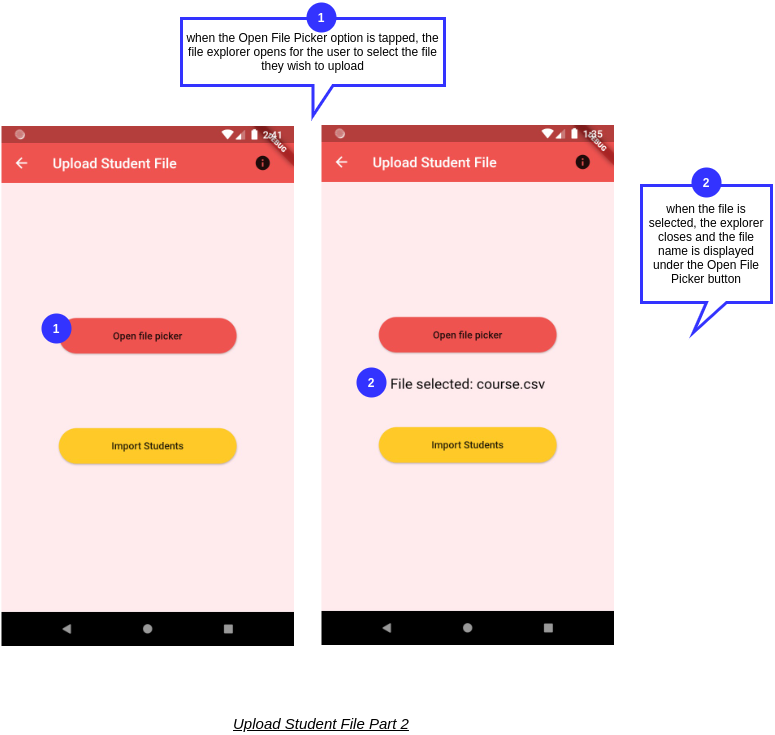 1
when the Open File Picker option is tapped, the
file explorer opens for the user to select the file
they wish to upload
2:41
DEBUG
Upload Student File
1
Open file picker
Import Students
1:35
DEBUG
Upload Student File
Open file picker
2
File selected: course.csv
Import Students
2
when the file is
selected, the explorer
closes and the file
name is displayed
under the Open File
Picker button
Upload Student File Part 2